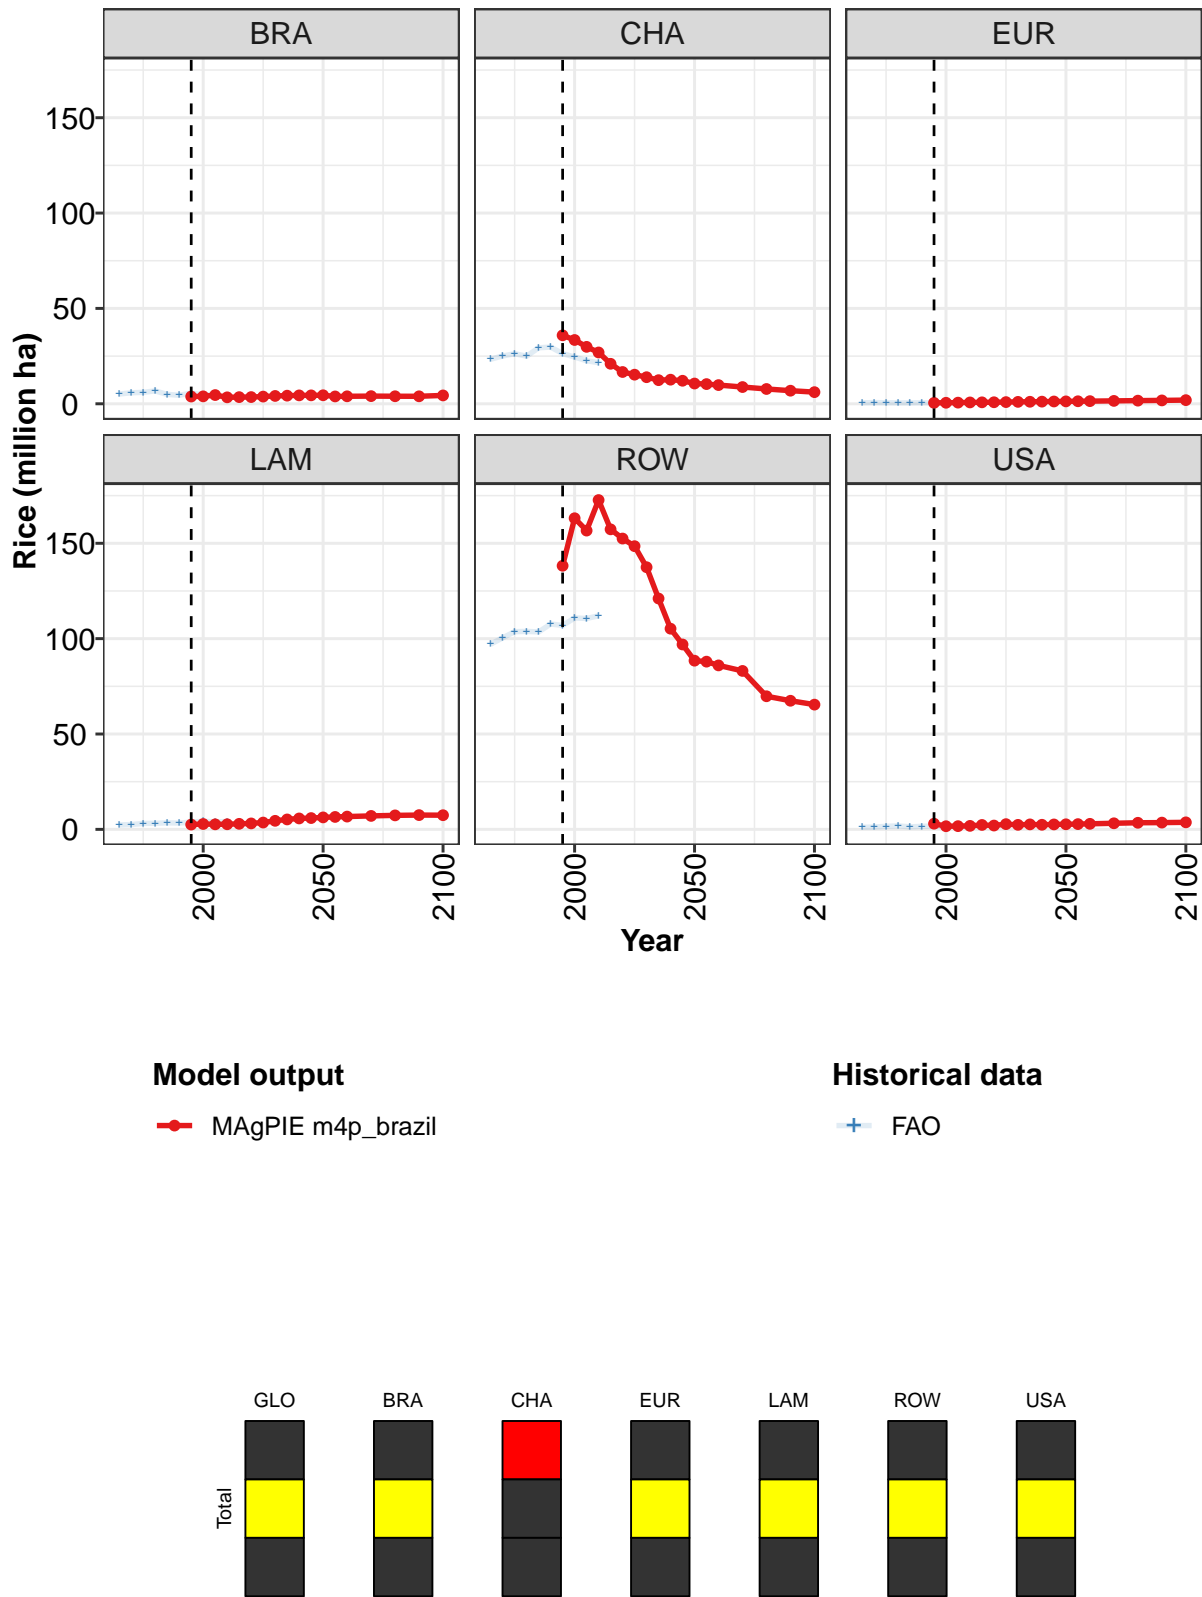 BRA CHA EUR
150
100
50
0
LAM ROW USA
150
100
50
0
Rice (million ha)
2000 2050 2100 2000 2050 2100 2000 2050 2100
Year
Model output
MAgPIE m4p_brazil
Historical data
FAO
GLO BRA CHA EUR LAM ROW USA
Total